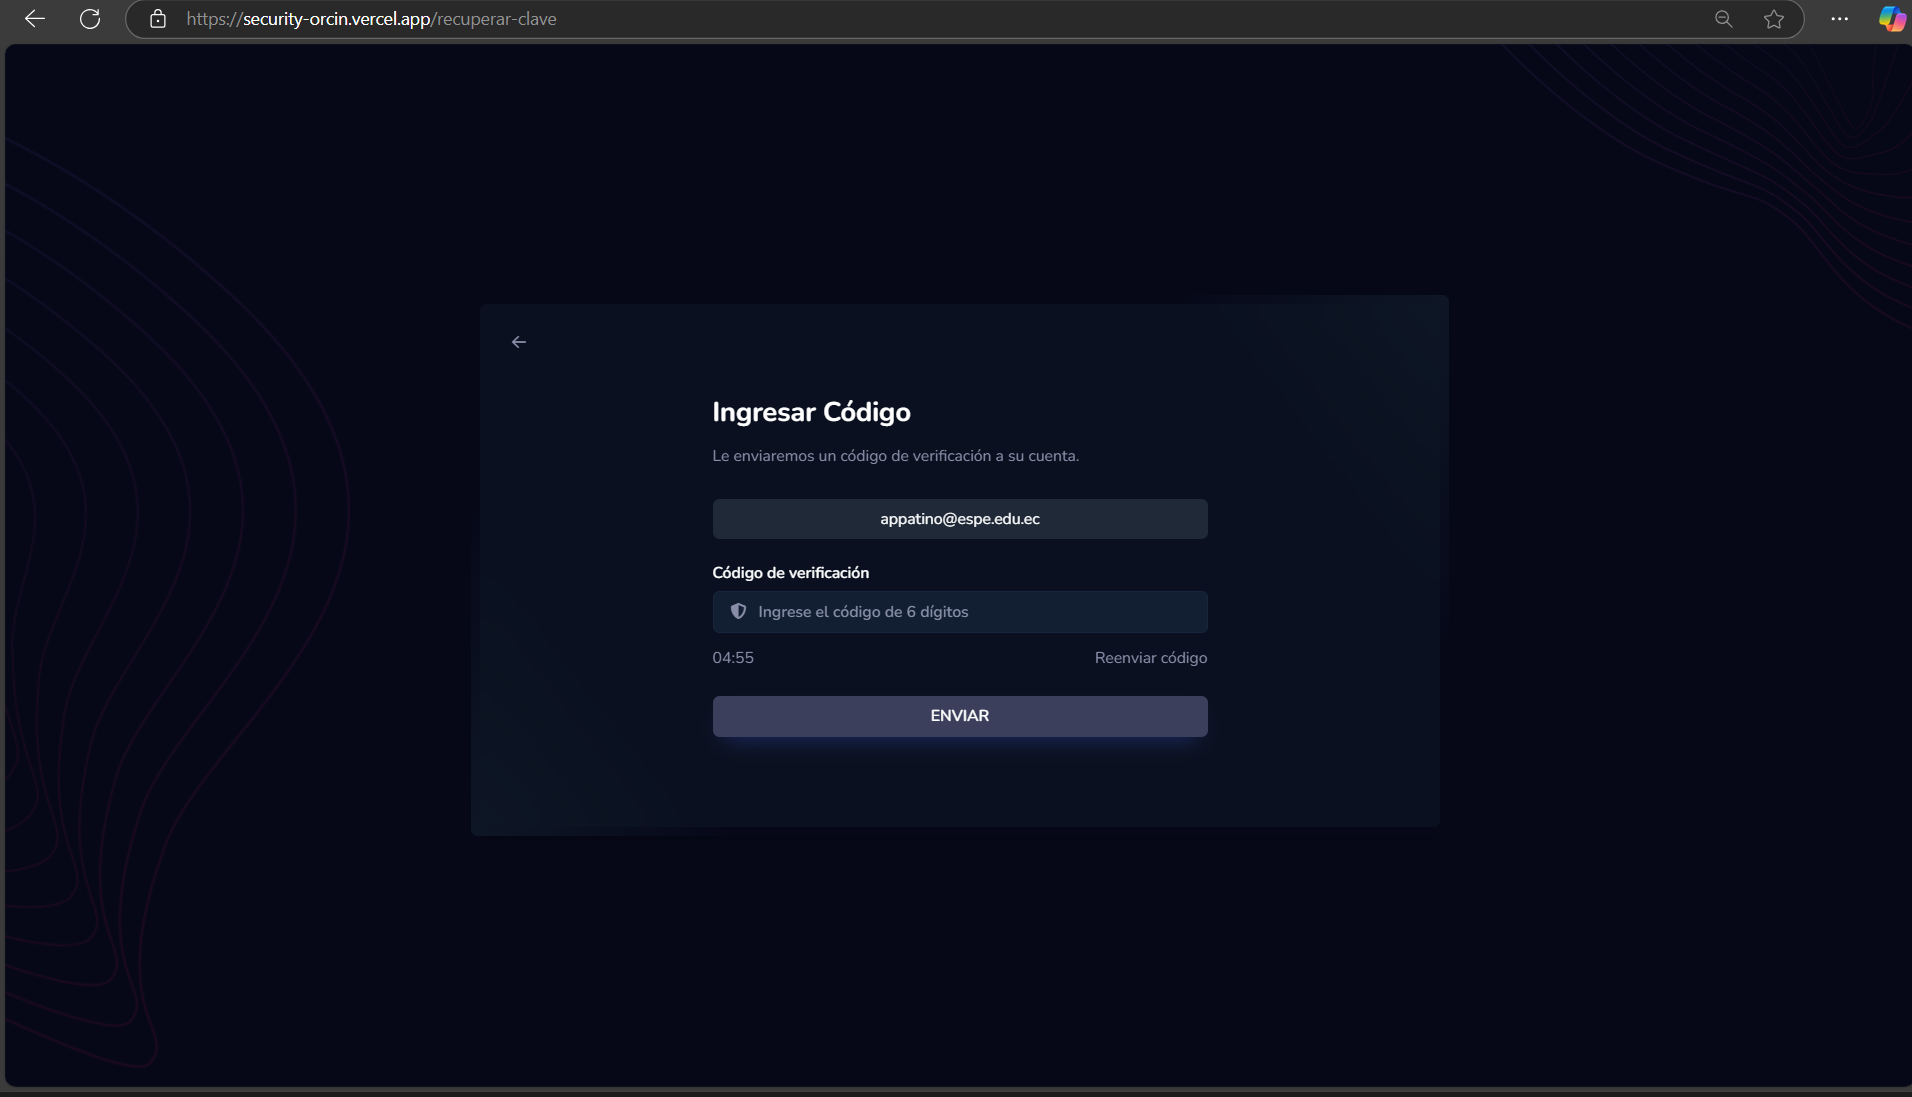 https://security-orcin.vercel.app/recuperar-clave
Ingresar Código
Le enviaremos un código de verificación a su cuenta.
appatino@espe.edu.ec
Código de verificación
Ingrese el código de 6 dígitos
04:55 Reenviar código
ENVIAR